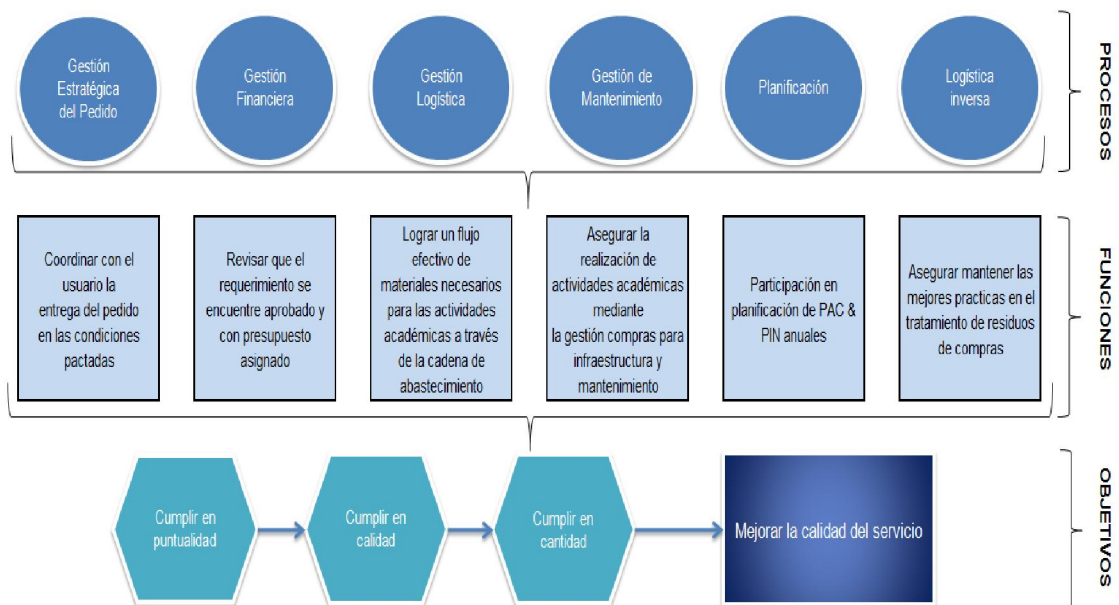 Gestión
Estratégica
del Pedido
Gestión
Financiera
Gestión
Logística
Gestión de
Mantenimiento
Planificación
Logística
inversa
PROCESOS
Coordinar con el
usuario la
entrega del pedido
en las condiciones
pactadas
Revisar que el
requerimiento se
encuentre aprobado y
con presupuesto
asignado
Lograr un flujo
efectivo de
materiales necesarios
para las actividades
académicas a través
de la cadena de
abastecimiento
Asegurar la
realización de
actividades académicas
mediante
la gestión compras para
infraestructura y
mantenimiento
Participación en
planificación de PAC &
PIN anuales
Asegurar mantener las
mejores practicas en el
tratamiento de residuos
de compras
FUNCIONES
Cumplir en
puntualidad
Cumplir en
calidad
Cumplir en
cantidad
Mejorar la calidad del servicio
OBJETIVOS